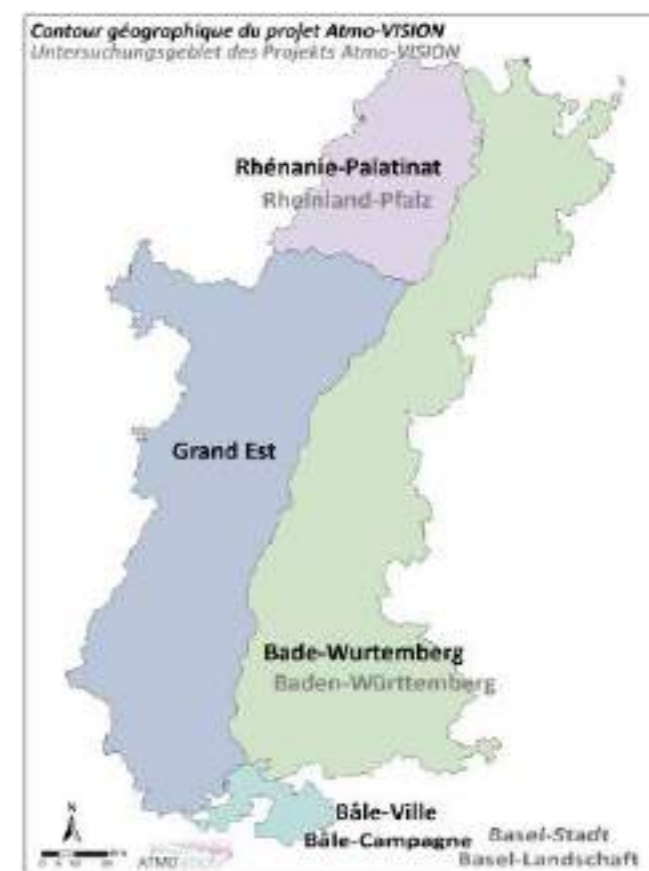 Contour géographique du projet Atmo-VISION
Untersuchungsgebiet des Projekts Atmo-VISION
Rhénanie-Palatinat
Rheinland-Pfalz
Grand Est
Bade-Wurtemberg
Baden-Württemberg
Bâle-Ville
Bâle-Campagne
Basel-Stadt
Basel-Landschaft
N
ATMO